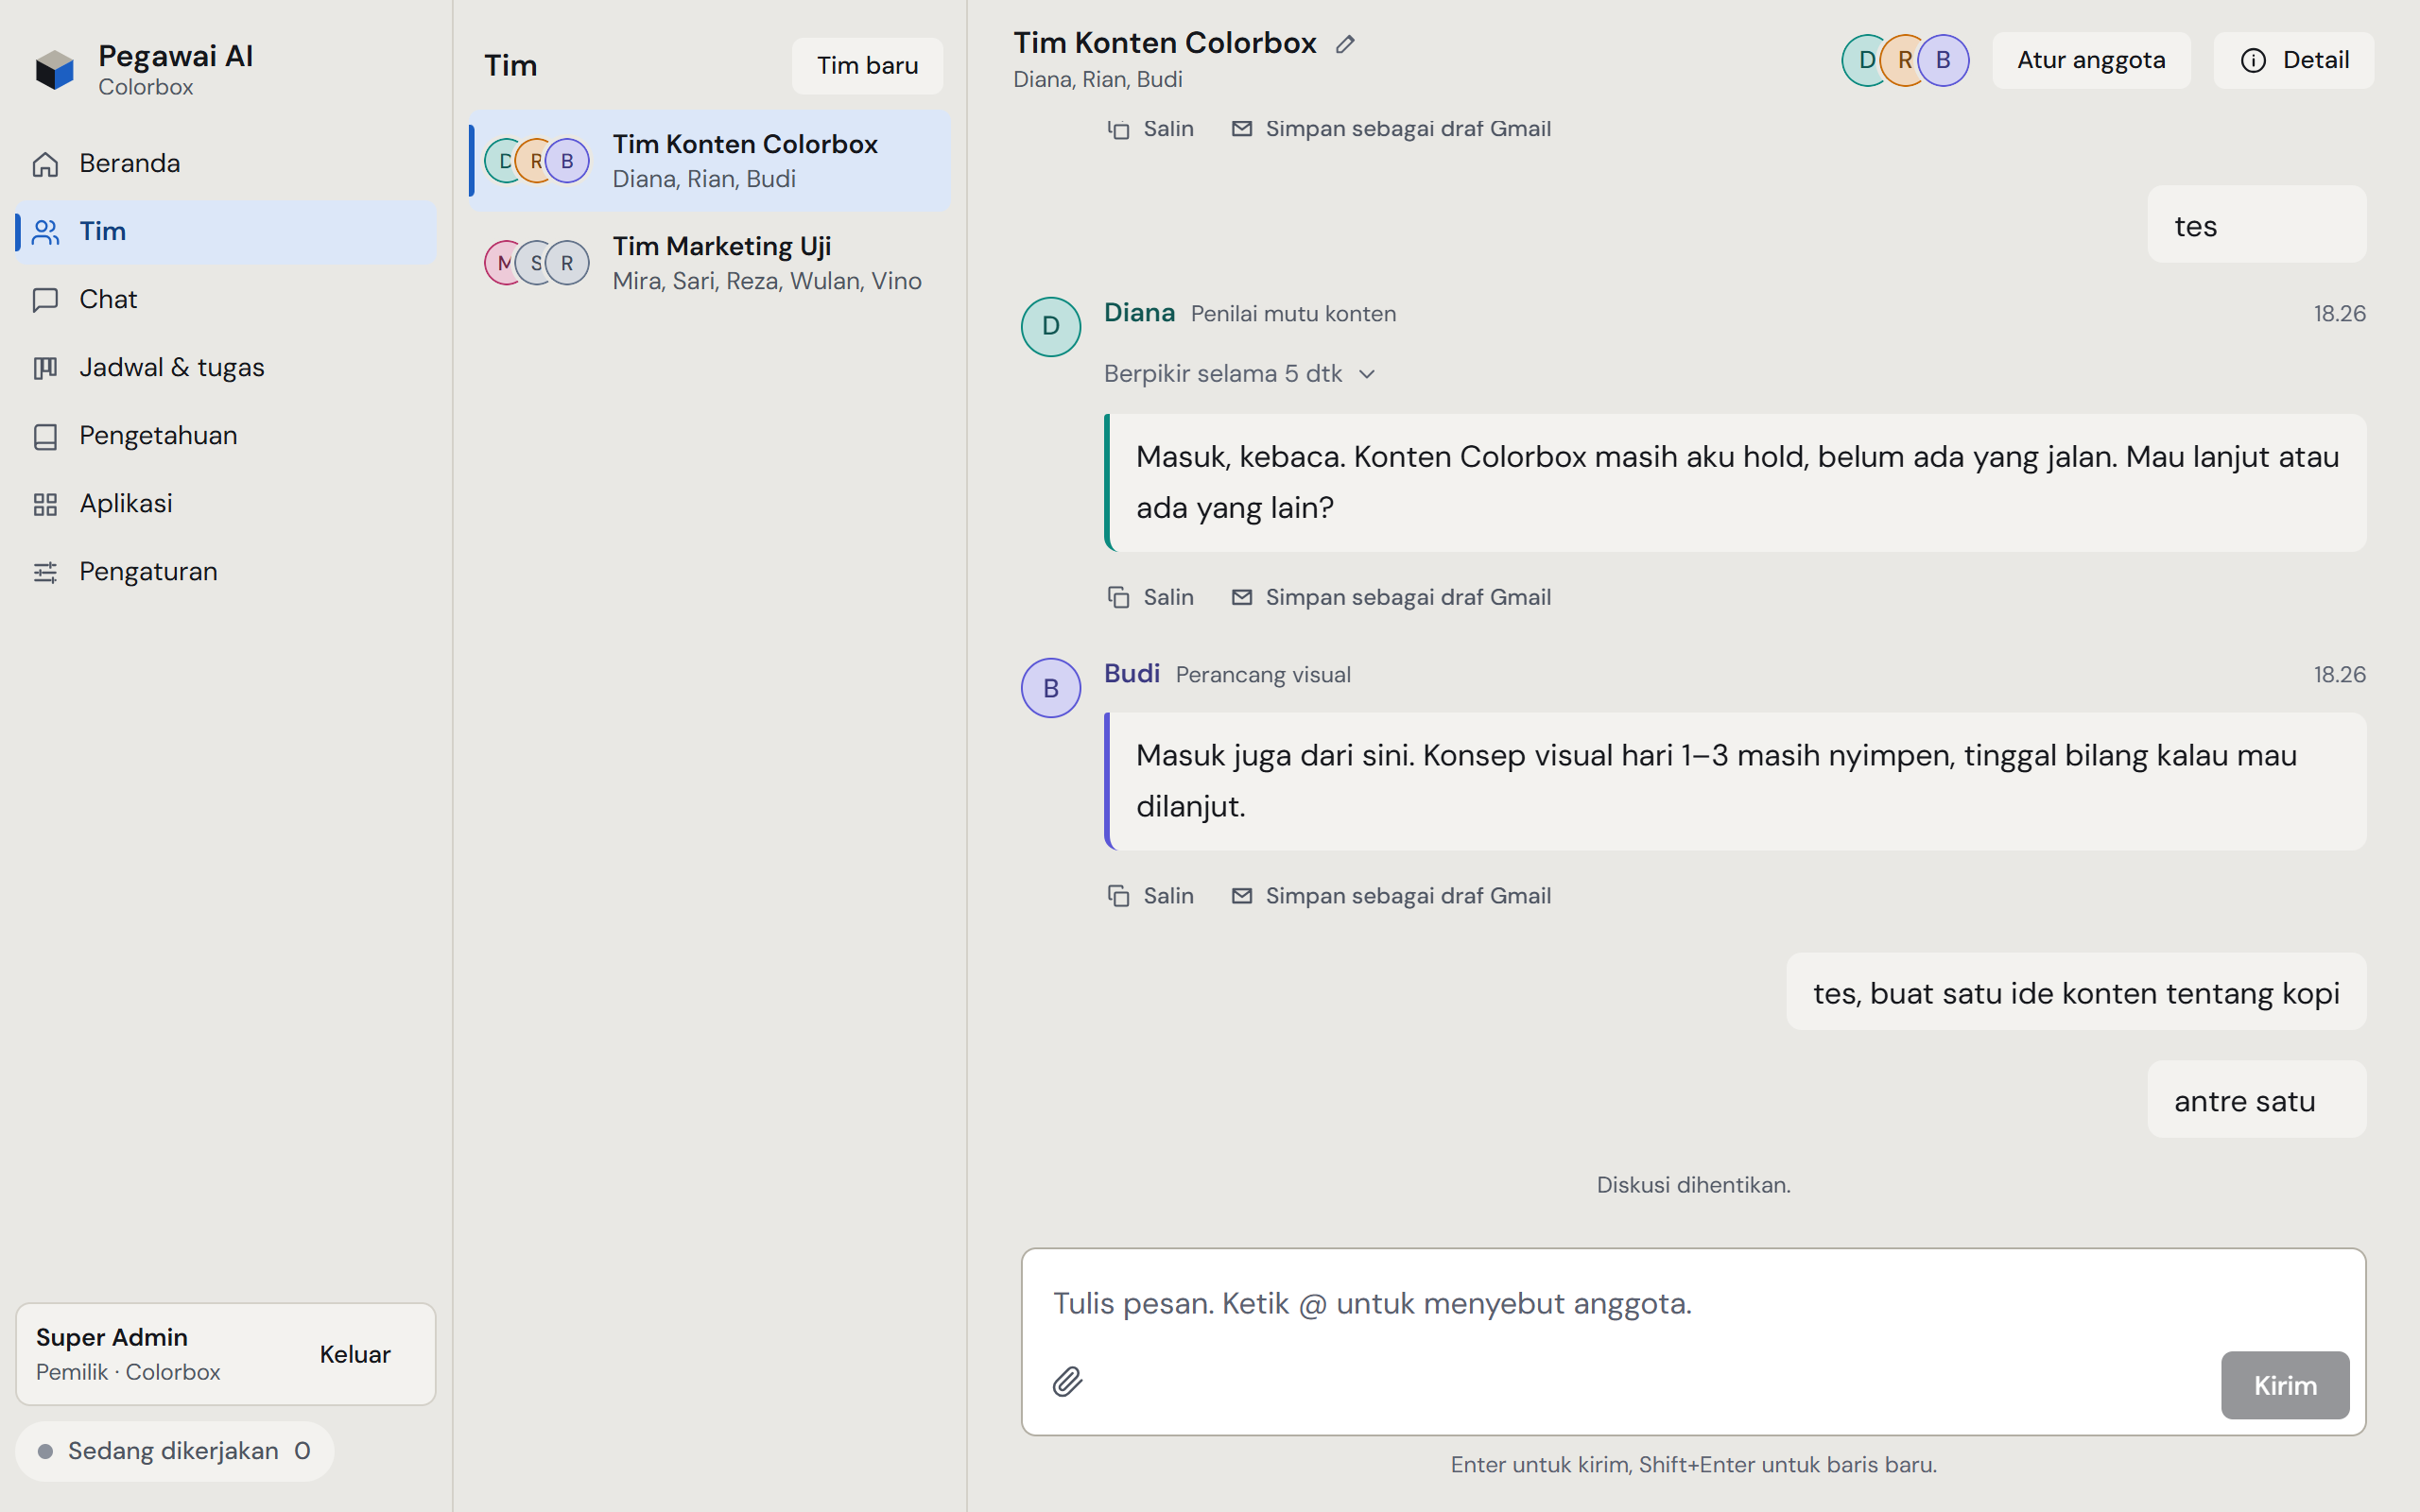 Pegawai AI
Colorbox
Beranda
Tim
Chat
Jadwal & tugas
Pengetahuan
Aplikasi
Pengaturan
Super Admin
Pemilik · Colorbox
Keluar
Sedang dikerjakan 0
Tim
Tim baru
D R B
Tim Konten Colorbox
Diana, Rian, Budi
M S R
Tim Marketing Uji
Mira, Sari, Reza, Wulan, Vino
Tim Konten Colorbox
Diana, Rian, Budi
D R B
Atur anggota
Detail
Salin Simpan sebagai draf Gmail
tes
D
Diana Penilai mutu konten 18.26
Berpikir selama 5 dtk
Masuk, kebaca. Konten Colorbox masih aku hold, belum ada yang jalan. Mau lanjut atau
ada yang lain?
Salin Simpan sebagai draf Gmail
B
Budi Perancang visual 18.26
Masuk juga dari sini. Konsep visual hari 1–3 masih nyimpen, tinggal bilang kalau mau
dilanjut.
Salin Simpan sebagai draf Gmail
tes, buat satu ide konten tentang kopi
antre satu
Diskusi dihentikan.
Tulis pesan. Ketik @ untuk menyebut anggota.
Kirim
Enter untuk kirim, Shift+Enter untuk baris baru.